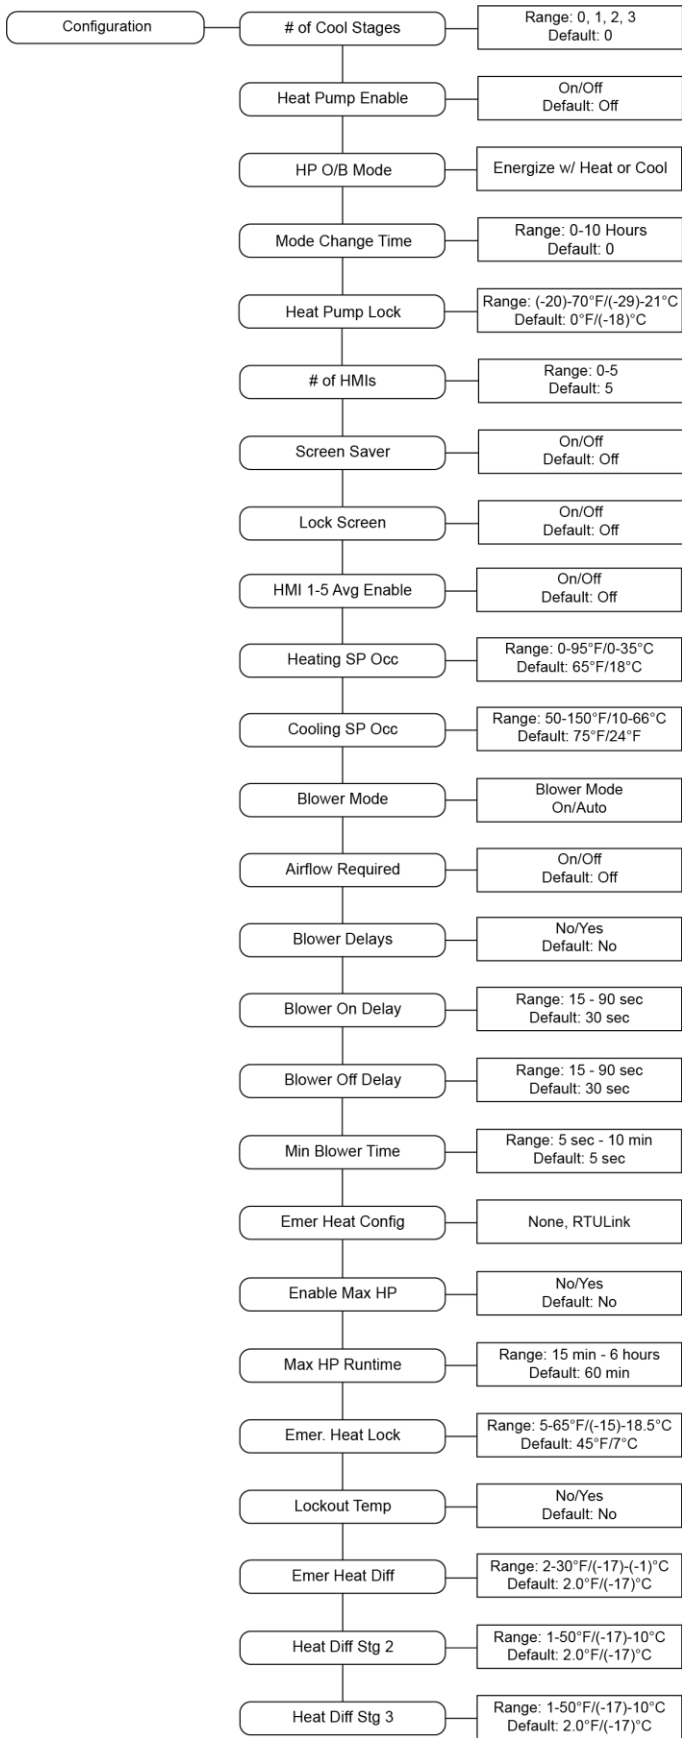 Configuration
# of Cool Stages
Range: 0, 1, 2, 3
Default: 0
Heat Pump Enable
On/Off
Default: Off
HP O/B Mode
Energize w/ Heat or Cool
Mode Change Time
Range: 0-10 Hours
Default: 0
Heat Pump Lock
Range: (-20)-70°F/(-29)-21°C
Default: 0°F/(-18)°C
# of HMIs
Range: 0-5
Default: 5
Screen Saver
On/Off
Default: Off
Lock Screen
On/Off
Default: Off
HMI 1-5 Avg Enable
On/Off
Default: Off
Heating SP Occ
Range: 0-95°F/0-35°C
Default: 65°F/18°C
Cooling SP Occ
Range: 50-150°F/10-66°C
Default: 75°F/24°F
Blower Mode
Blower Mode
On/Auto
Airflow Required
On/Off
Default: Off
Blower Delays
No/Yes
Default: No
Blower On Delay
Range: 15 - 90 sec
Default: 30 sec
Blower Off Delay
Range: 15 - 90 sec
Default: 30 sec
Min Blower Time
Range: 5 sec - 10 min
Default: 5 sec
Emer Heat Config
None, RTULink
Enable Max HP
No/Yes
Default: No
Max HP Runtime
Range: 15 min - 6 hours
Default: 60 min
Emer. Heat Lock
Range: 5-65°F/(-15)-18.5°C
Default: 45°F/7°C
Lockout Temp
No/Yes
Default: No
Emer Heat Diff
Range: 2-30°F/(-17)-(-1)°C
Default: 2.0°F/(-17)°C
Heat Diff Stg 2
Range: 1-50°F/(-17)-10°C
Default: 2.0°F/(-17)°C
Heat Diff Stg 3
Range: 1-50°F/(-17)-10°C
Default: 2.0°F/(-17)°C